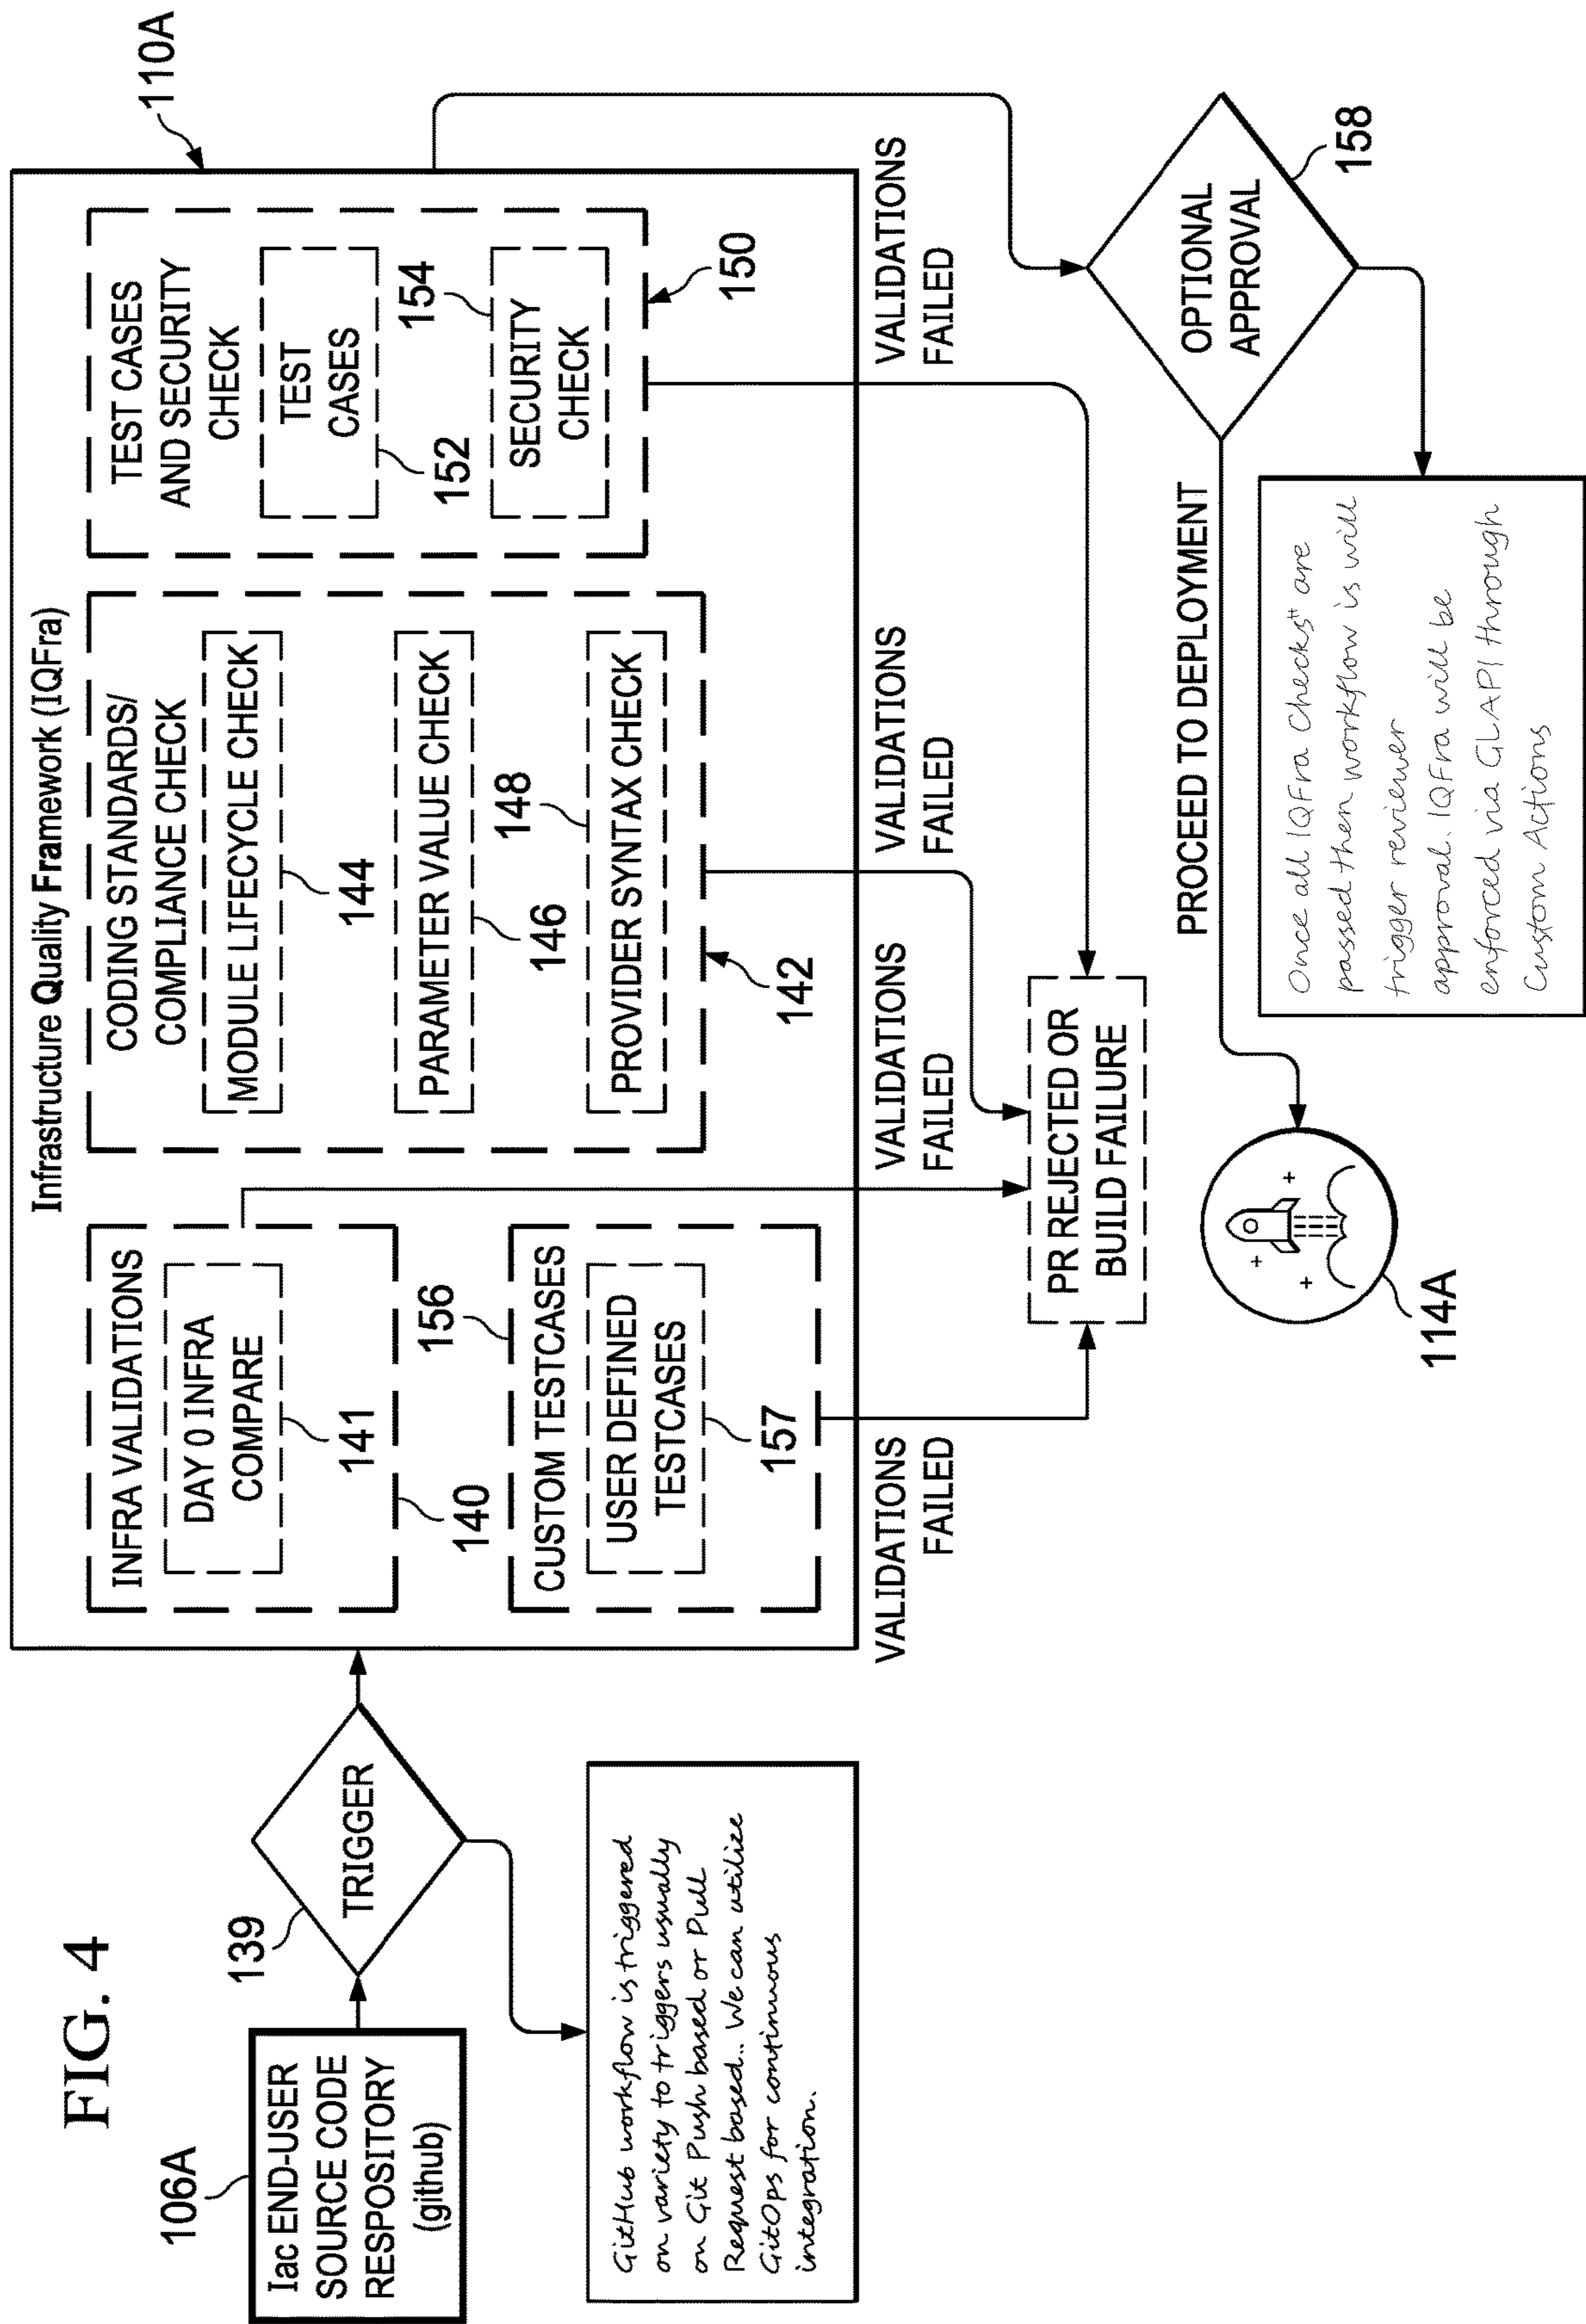 FIG. 4
106A
Iac END-USER
SOURCE CODE
RESPOSITORY
(github)
139
TRIGGER
GitHub workflow is triggered
on variety to triggers usually
on Git Push based or Pull
Request based.. We can utilize
GitOps for continuous
integration.
Infrastructure Quality Framework (IQFra)
110A
INFRA VALIDATIONS
DAY 0 INFRA
COMPARE
141
140
156
CUSTOM TESTCASES
USER DEFINED
TESTCASES
157
CODING STANDARDS/
COMPLIANCE CHECK
MODULE LIFECYCLE CHECK
144
PARAMETER VALUE CHECK
146
148
PROVIDER SYNTAX CHECK
142
TEST CASES
AND SECURITY
CHECK
TEST
CASES
152
154
SECURITY
CHECK
150
VALIDATIONS
FAILED
VALIDATIONS
FAILED
VALIDATIONS
FAILED
VALIDATIONS
FAILED
PR REJECTED OR
BUILD FAILURE
OPTIONAL
APPROVAL
158
PROCEED TO DEPLOYMENT
114A
Once all IQFra Checks" are
passed then workflow is will
trigger reviewer
approval. IQFra will be
enforced via GLAPI through
Custom Actions